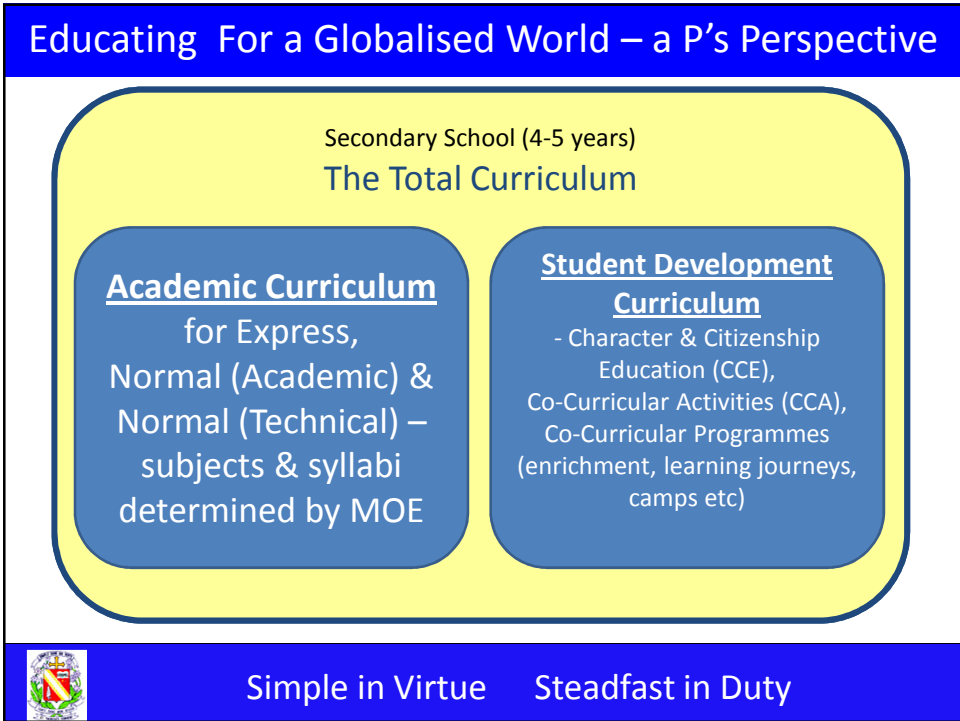 Educating For a Globalised World – a P's Perspective
Secondary School (4-5 years)
The Total Curriculum
Academic Curriculum
for Express,
Normal (Academic) &
Normal (Technical) –
subjects & syllabi
determined by MOE
Student Development
Curriculum
- Character & Citizenship
Education (CCE),
Co-Curricular Activities (CCA),
Co-Curricular Programmes
(enrichment, learning journeys,
camps etc)
Simple in Virtue Steadfast in Duty